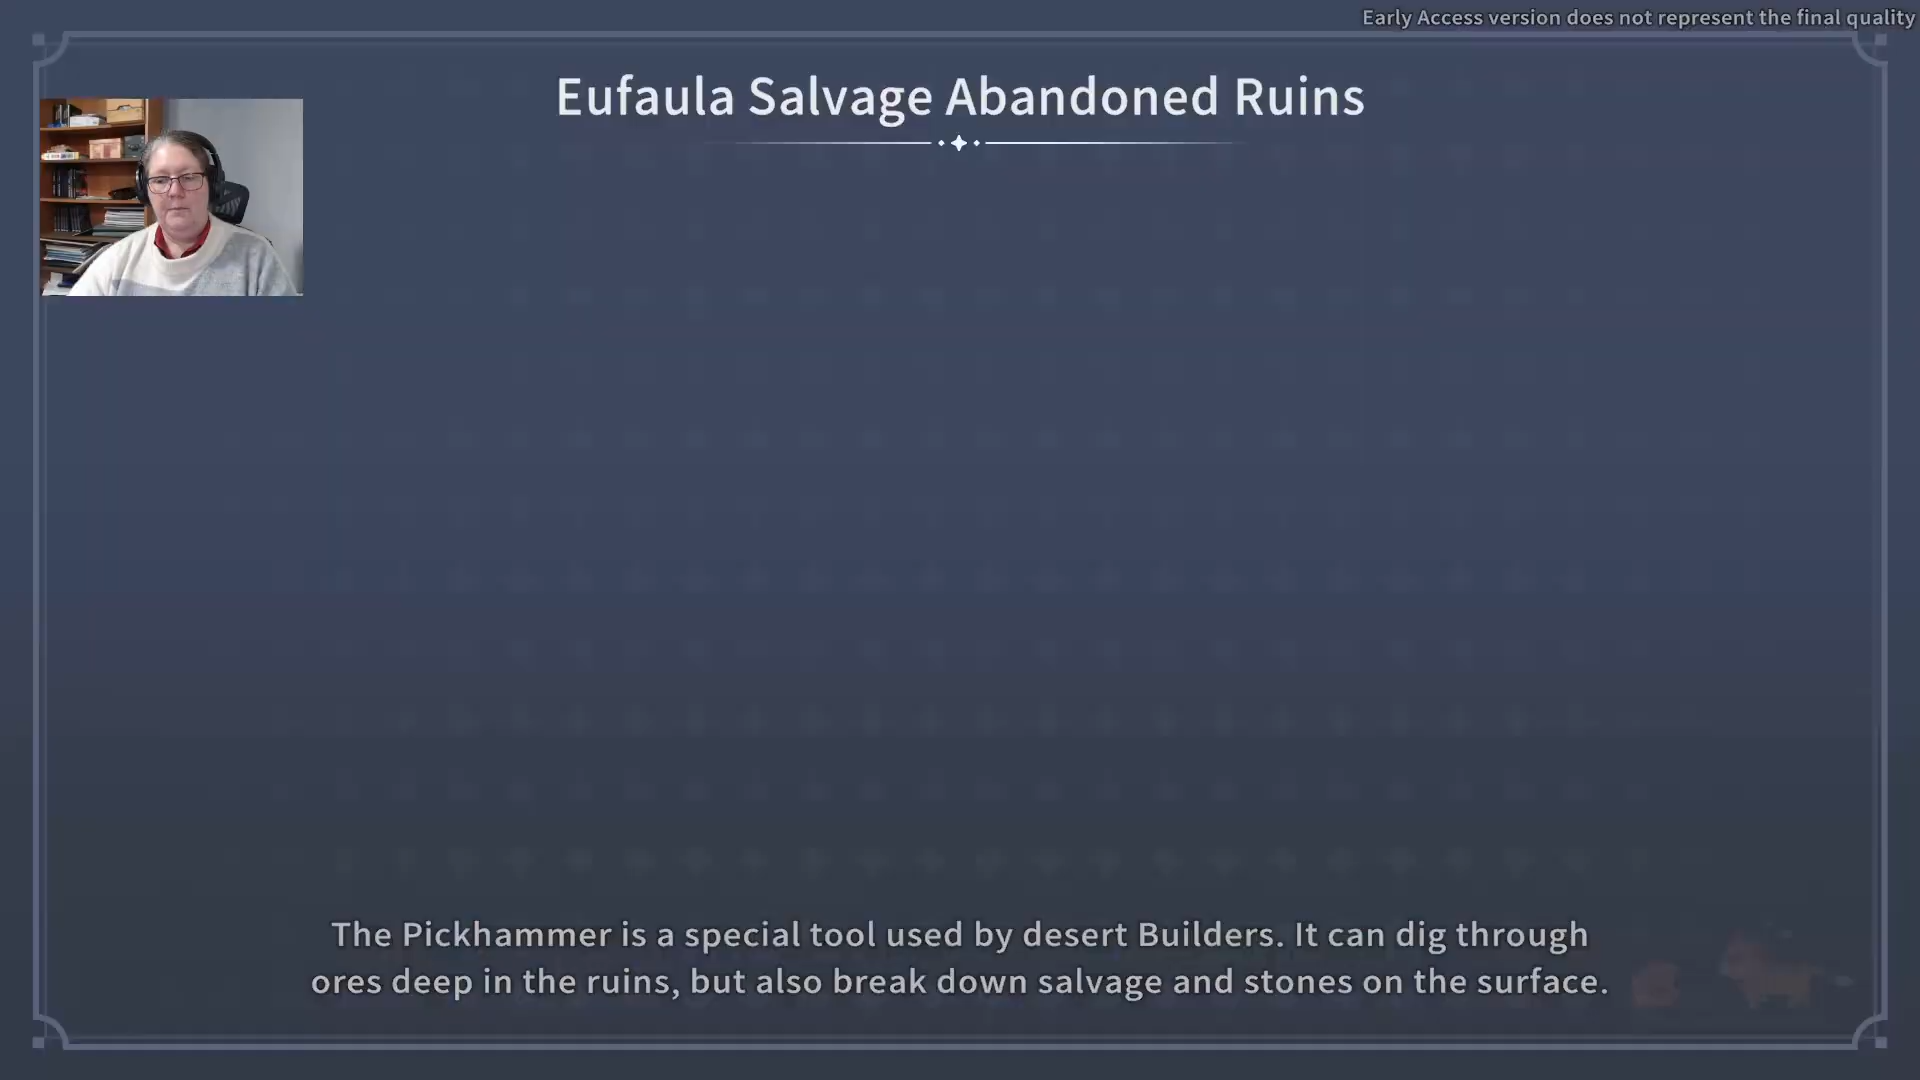 Early Access version does not represent the final quality
Eufaula Salvage Abandoned Ruins
The Pickhammer is a special tool used by desert Builders. It can dig through
ores deep in the ruins, but also break down salvage and stones on the surface.